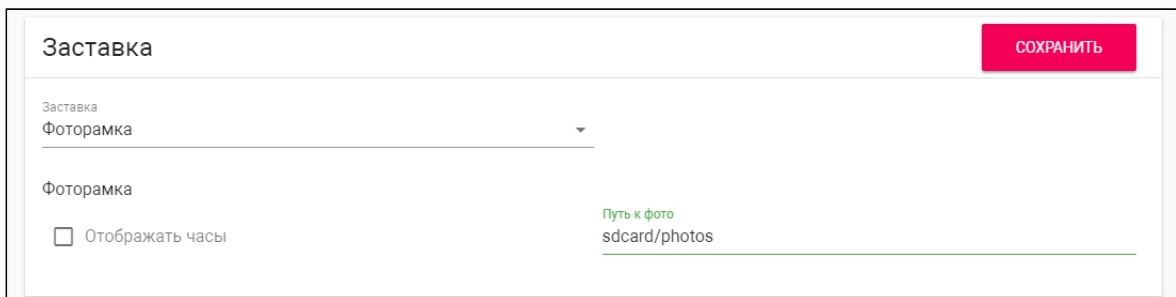 Заставка
СОХРАНИТЬ
Заставка
Фоторамка
Фоторамка
Отображать часы
Путь к фото
sdcard/photos